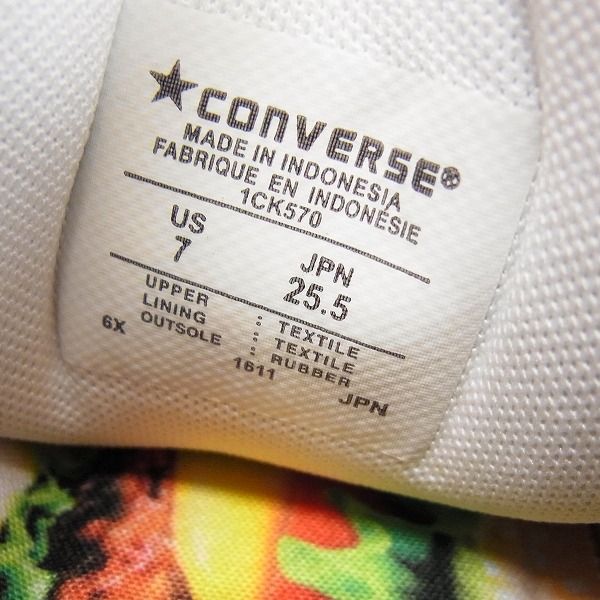 ★CONVERSE®
MADE IN INDONESIA
FABRIQUE EN INDONÉSIE
1CK570
US JPN
7 25.5
UPPER : TEXTILE
LINING : TEXTILE
OUTSOLE : RUBBER
6X 1611 JPN